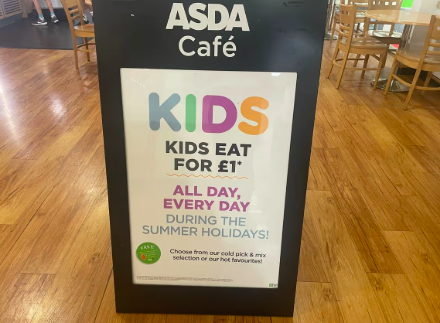 ASDA
Café
KIDS
KIDS EAT
FOR £1*
ALL DAY,
EVERY DAY
DURING THE
SUMMER HOLIDAYS!
Choose from our cold pick & mix
selection or our hot favourites!